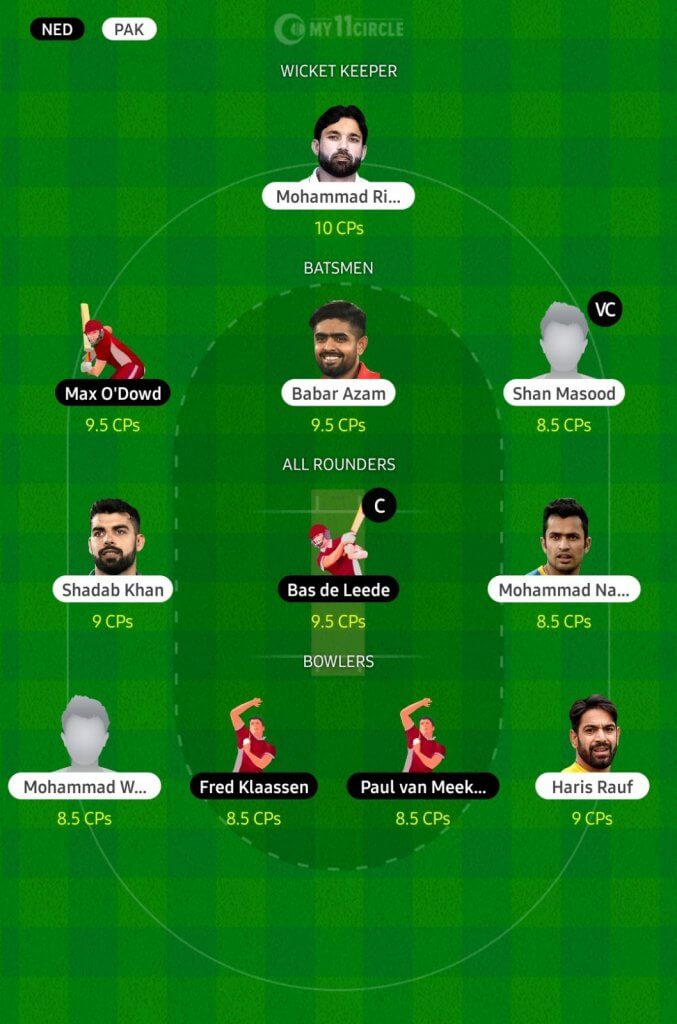 NED PAK MY11CIRCLE
WICKET KEEPER
Mohammad Ri...
10 CPs
BATSMEN
VC
Max O'Dowd Babar Azam Shan Masood
9.5 CPs 9.5 CPs 8.5 CPs
ALL ROUNDERS
C
Shadab Khan Bas de Leede Mohammad Na...
9 CPs 9.5 CPs 8.5 CPs
BOWLERS
Mohammad W... Fred Klaassen Paul van Meek... Haris Rauf
8.5 CPs 8.5 CPs 8.5 CPs 9 CPs